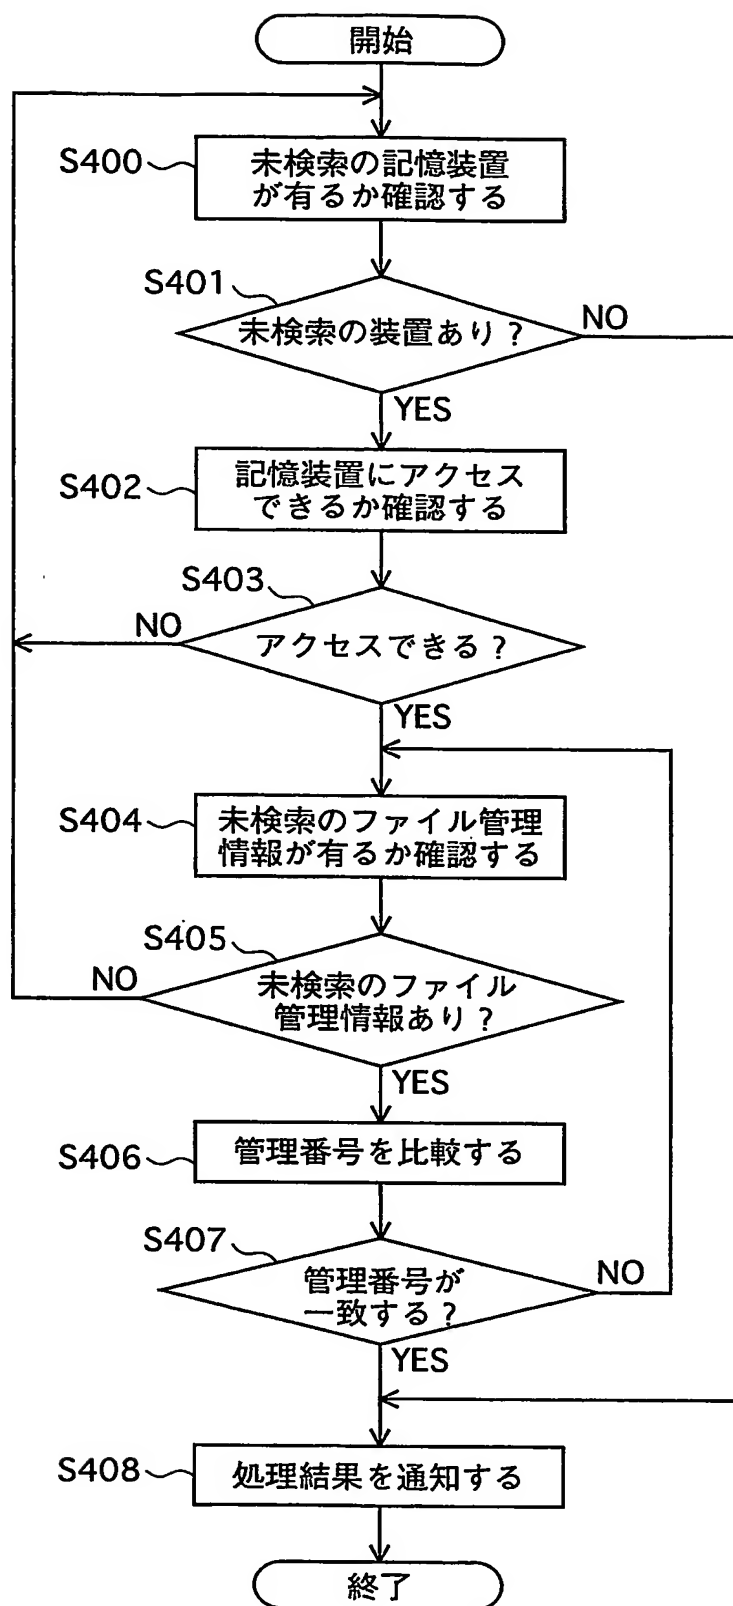 開始
S400
未検索の記憶装置
が有るか確認する
S401
未検索の装置あり？
NO
YES
S402
記憶装置にアクセス
できるか確認する
S403
アクセスできる？
NO
YES
S404
未検索のファイル管理
情報が有るか確認する
S405
未検索のファイル
管理情報あり？
NO
YES
S406
管理番号を比較する
S407
管理番号が
一致する？
NO
YES
S408
処理結果を通知する
終了